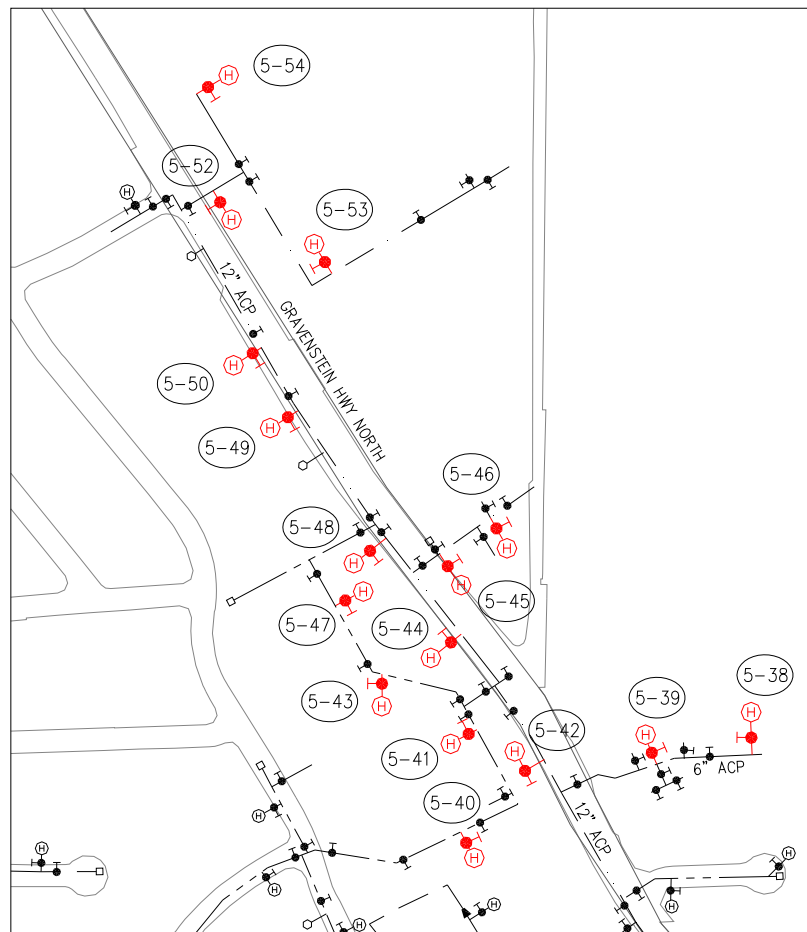 5-54
H
5-52
H
H
5-53
H
H
12" ACP
GRAVENSTEIN HWY NORTH
H
5-50
H
5-49
5-46
5-48
H
H
H
5-47
H
5-44
5-45
H
5-43
H
5-39
5-38
5-42
H
H
H
5-41
6" ACP
5-40
12" ACP
H
H
H
H
H
H
H
H
H